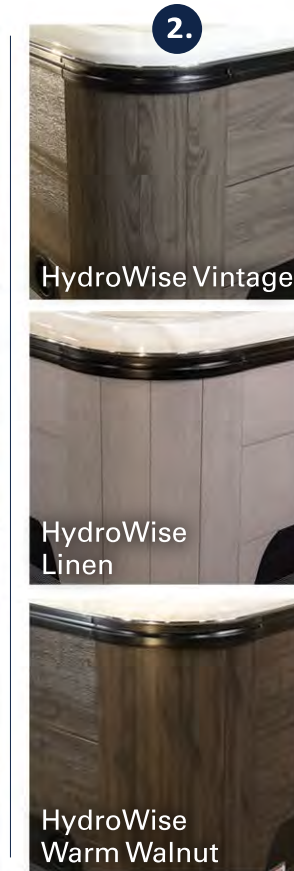 2.
HydroWise Vintage
HydroWise
Linen
HydroWise
Warm Walnut